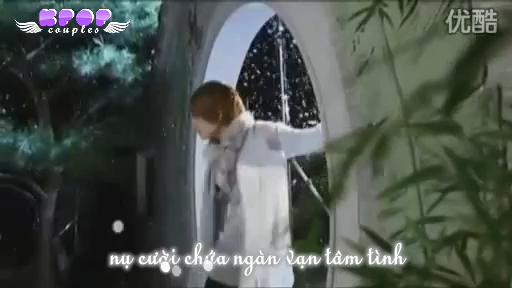 KPOP
couples
优酷
nụ cười chứa ngàn vạn tâm tình